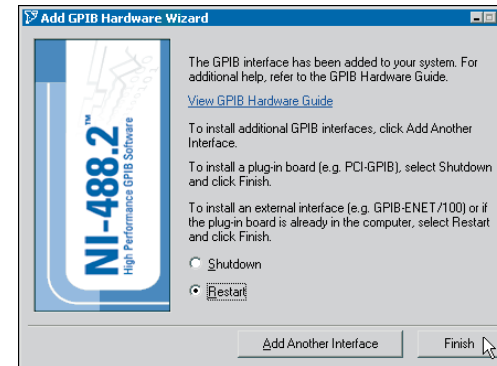 Add GPIB Hardware Wizard
NI-488.2™
High Performance GPIB Software
The GPIB interface has been added to your system. For
additional help, refer to the GPIB Hardware Guide.
View GPIB Hardware Guide
To install additional GPIB interfaces, click Add Another
Interface.
To install a plug-in board (e.g. PCI-GPIB), select Shutdown
and click Finish.
To install an external interface (e.g. GPIB-ENET/100) or if
the plug-in board is already in the computer, select Restart
and click Finish.
Shutdown
Restart
Add Another Interface
Finish